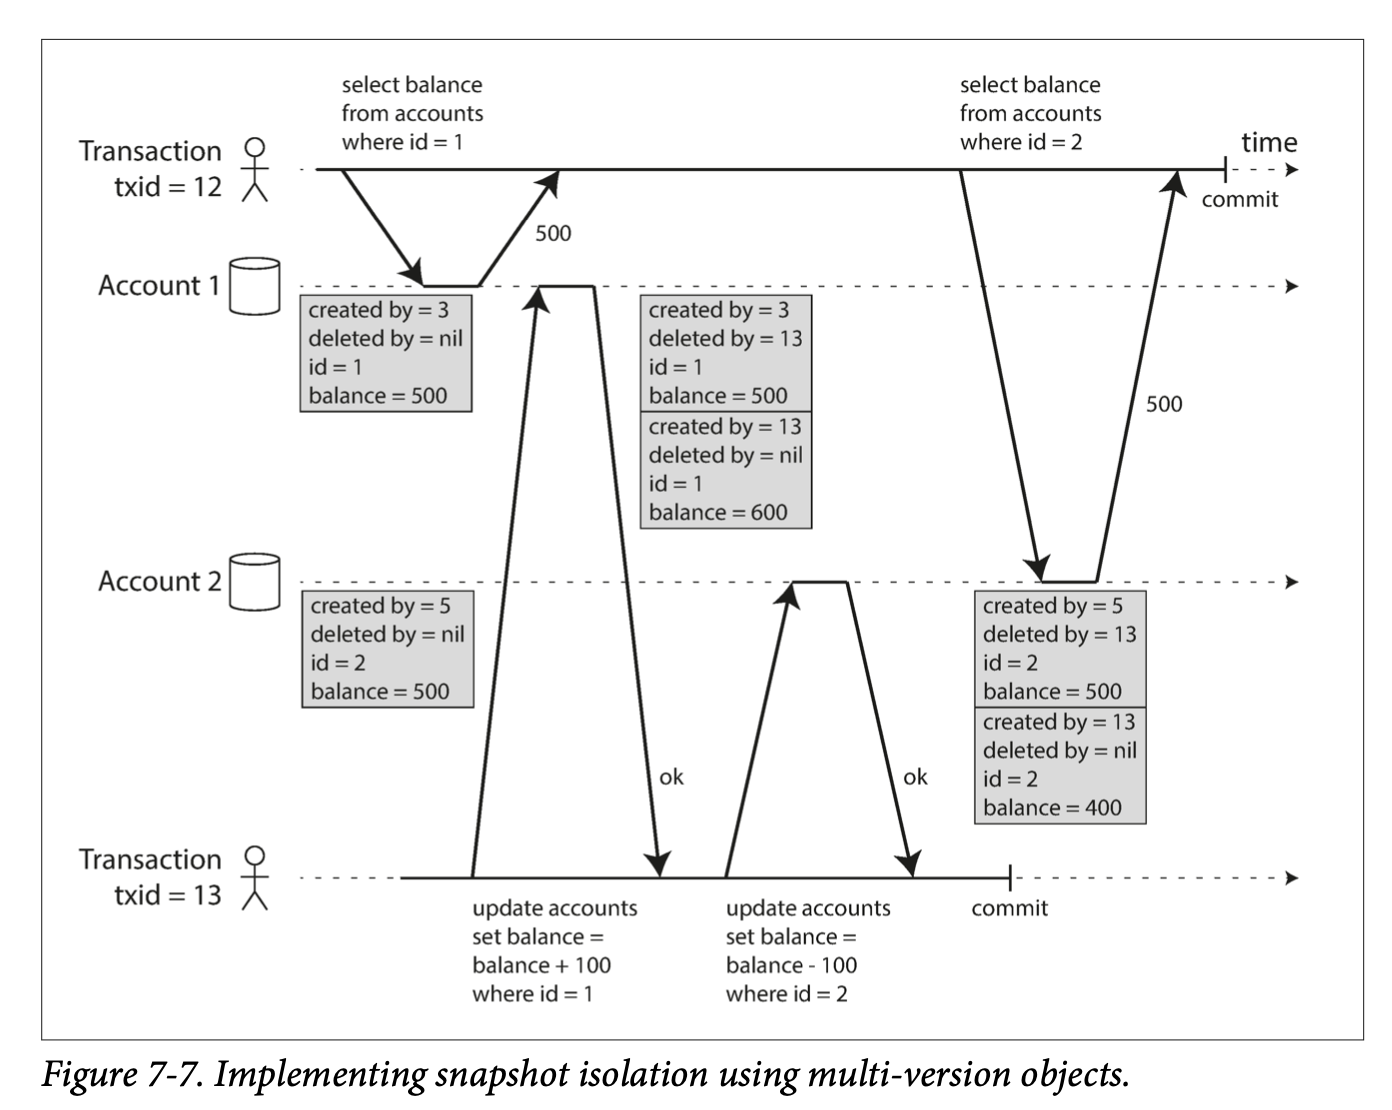 select balance
from accounts
where id = 1
select balance
from accounts
where id = 2
time
Transaction
txid = 12
commit
500
Account 1
created by = 3
deleted by = nil
id = 1
balance = 500
created by = 3
deleted by = 13
id = 1
balance = 500
created by = 13
deleted by = nil
id = 1
balance = 600
500
Account 2
created by = 5
deleted by = nil
id = 2
balance = 500
created by = 5
deleted by = 13
id = 2
balance = 500
created by = 13
deleted by = nil
id = 2
balance = 400
ok
ok
Transaction
txid = 13
update accounts
set balance =
balance + 100
where id = 1
update accounts
set balance =
balance - 100
where id = 2
commit
Figure 7-7. Implementing snapshot isolation using multi-version objects.